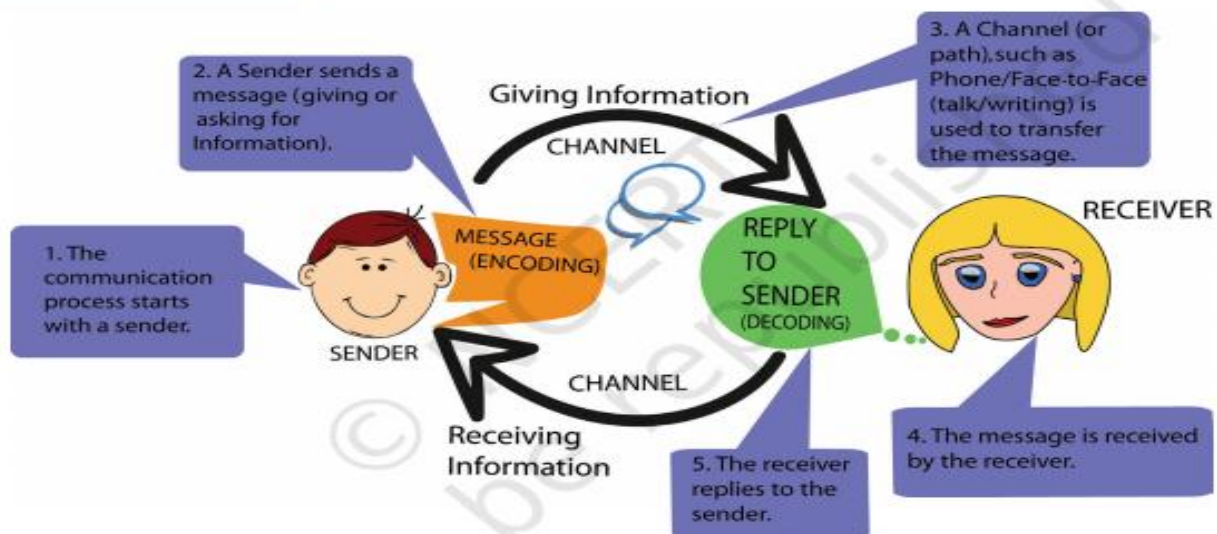 1. The
communication
process starts
with a sender.
2. A Sender sends a
message (giving or
asking for
Information).
Giving Information
CHANNEL
3. A Channel (or
path),such as
Phone/Face-to-Face
(talk/writing) is
used to transfer
the message.
MESSAGE
(ENCODING)
SENDER
REPLY
TO
SENDER
(DECODING)
RECEIVER
4. The message is received
by the receiver.
5. The receiver
replies to the
sender.
CHANNEL
Receiving
Information